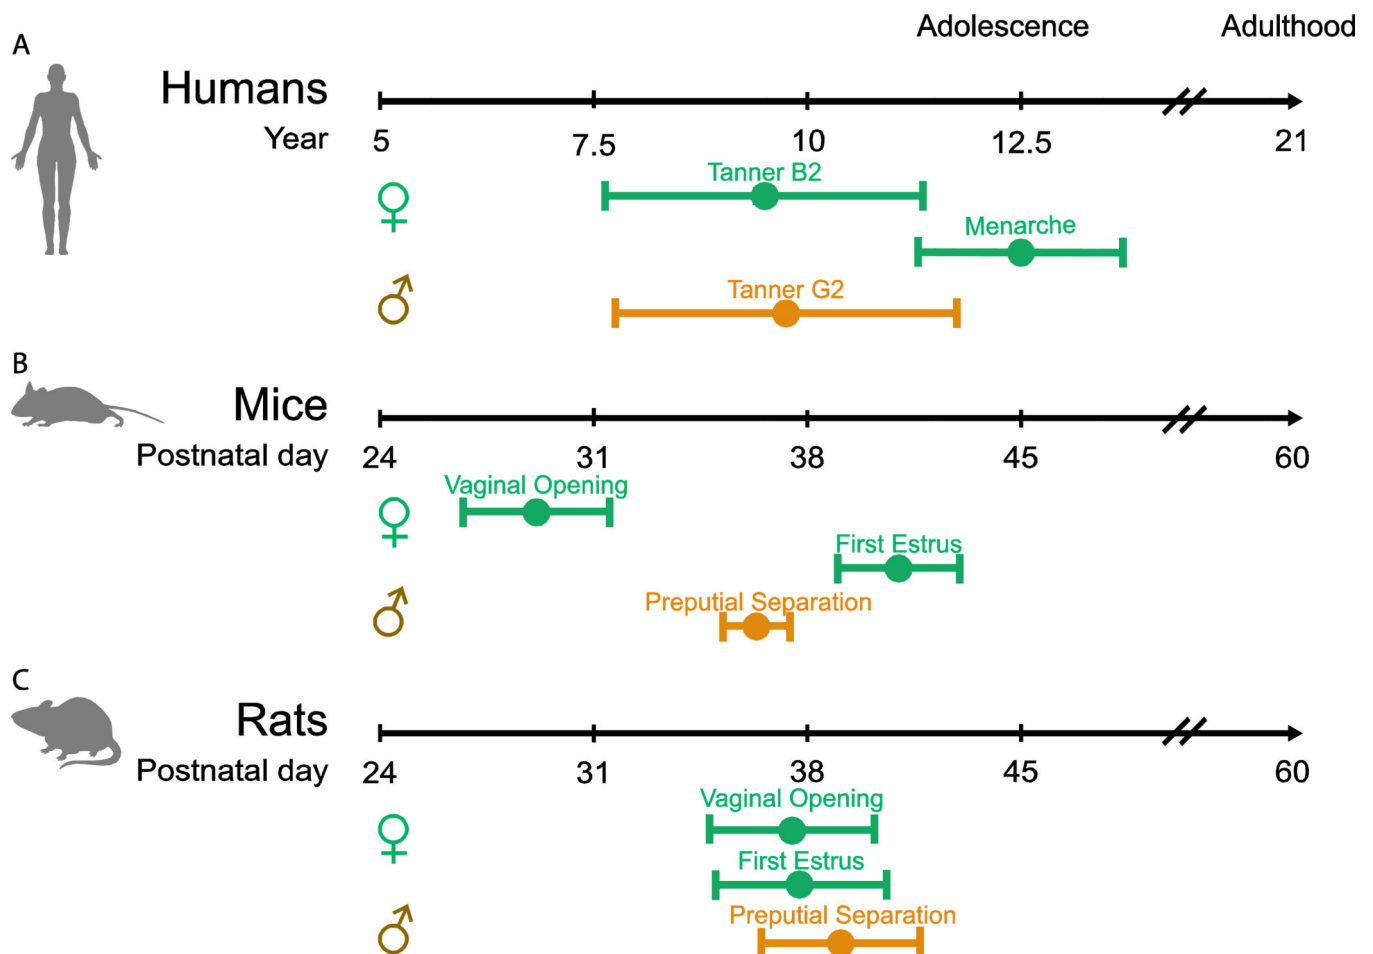 Adolescence Adulthood
A
Humans
Year 5 7.5 10 12.5 21
Tanner B2
Menarche
Tanner G2
B
Mice
Postnatal day 24 31 38 45 60
Vaginal Opening
First Estrus
Preputial Separation
C
Rats
Postnatal day 24 31 38 45 60
Vaginal Opening
First Estrus
Preputial Separation